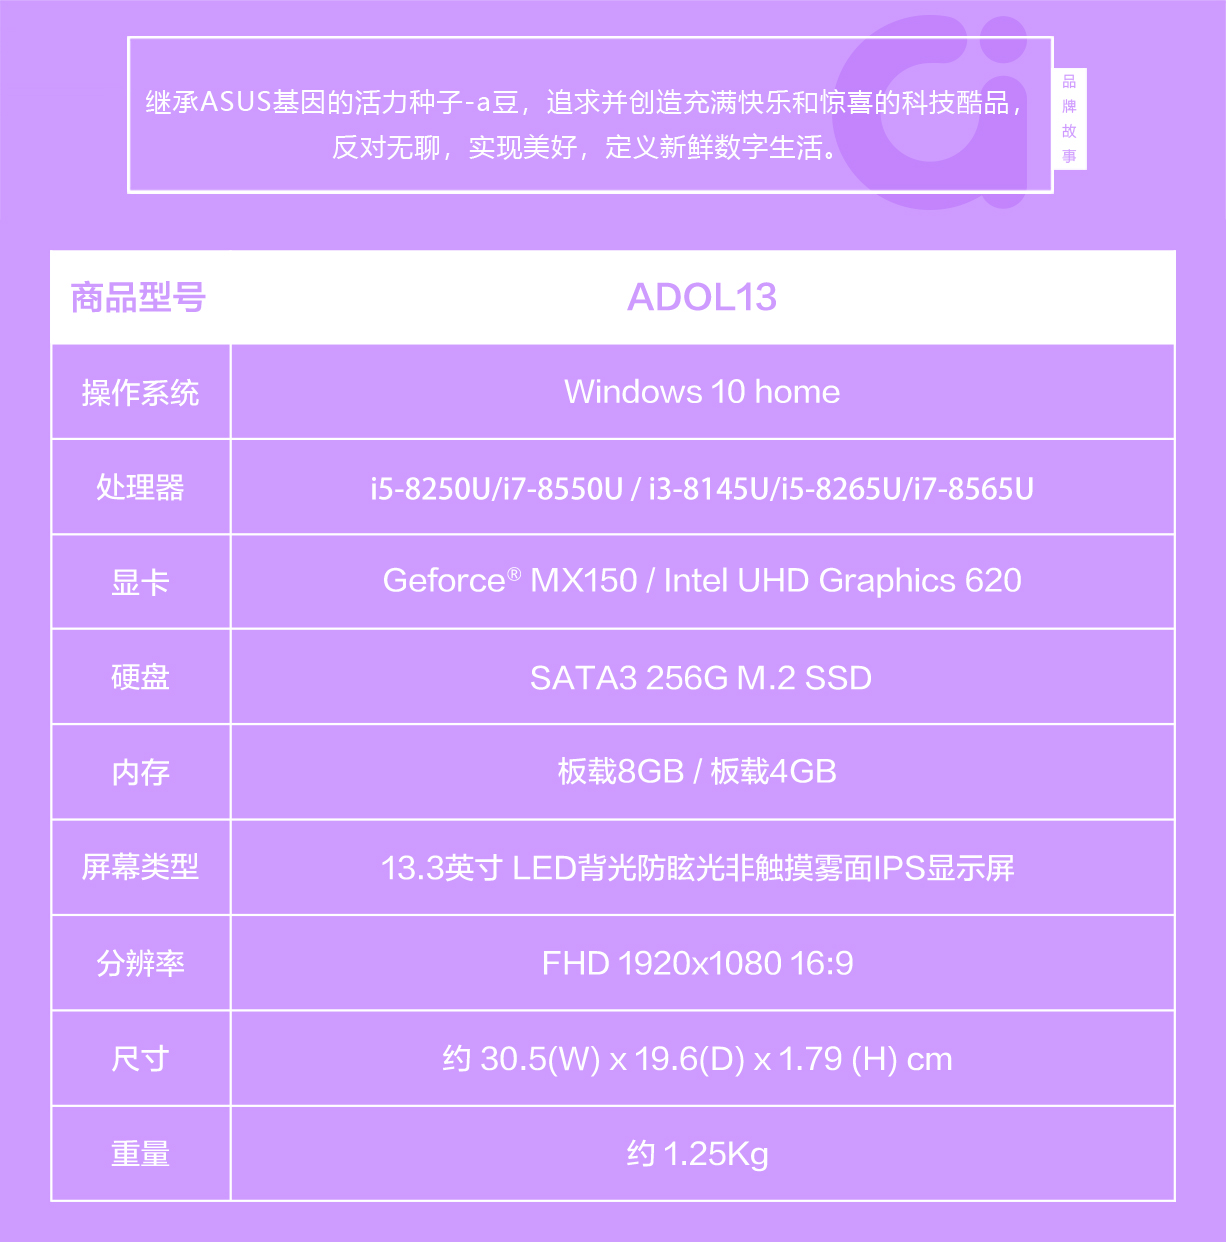 继承ASUS基因的活力种子-a豆，追求并创造充满快乐和惊喜的科技酷品，
反对无聊，实现美好，定义新鲜数字生活。
品牌故事
商品型号 ADOL13
操作系统 Windows 10 home
处理器 i5-8250U/i7-8550U / i3-8145U/i5-8265U/i7-8565U
显卡 Geforce® MX150 / Intel UHD Graphics 620
硬盘 SATA3 256G M.2 SSD
内存 板载8GB / 板载4GB
屏幕类型 13.3英寸 LED背光防眩光非触摸雾面IPS显示屏
分辨率 FHD 1920x1080 16:9
尺寸 约 30.5(W) x 19.6(D) x 1.79 (H) cm
重量 约 1.25Kg